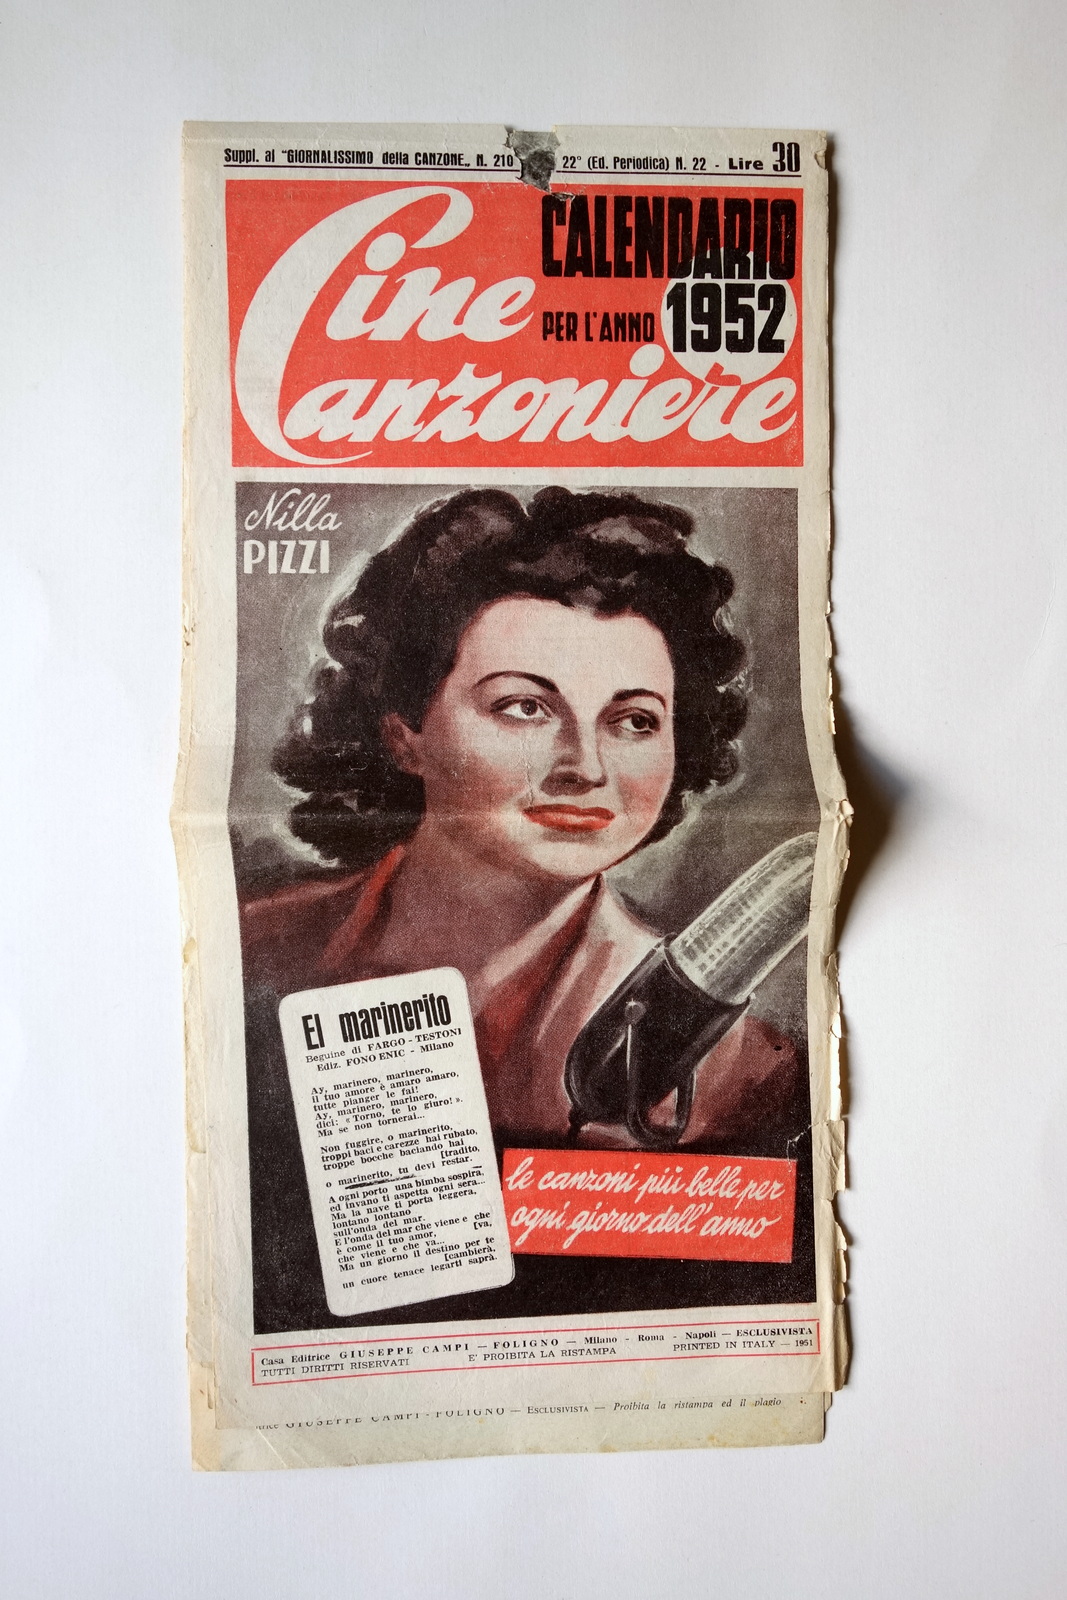 Suppl. al "GIORNALISSIMO della CANZONE„ N. 210 22° (Ed. Periodica) N. 22 - Lire 30
Cine Canzoniere
CALENDARIO
PER L'ANNO 1952
Nilla
PIZZI
El marinerito
Beguine di FARGO - TESTONI
Ediz. FONO ENIC - Milano
Ay, marinero, marinero,
il tuo amore è amaro amaro,
tutte pianger le fai!
Ay, marinero, marinero,
dici: « Torno, te lo giuro! ».
Ma se non tornerai...
Non fuggire, o marinerito,
troppi baci e carezze hai rubato,
troppe bocche baciando hai
[tradito,
o marinerito, tu devi restar.
A ogni porto una bimba sospira,
ed invano ti aspetta ogni sera...
Ma la nave ti porta leggera,
lontano lontano
sull'onda del mar.
E l'onda del mar che viene e che
[va,
è come il tuo amor,
che viene e che va...
Ma un giorno il destino per te
[cambierà,
un cuore tenace legarti saprà.
le canzoni più belle per
ogni giorno dell'anno
Casa Editrice GIUSEPPE CAMPI — FOLIGNO — Milano - Roma - Napoli — ESCLUSIVISTA
TUTTI DIRITTI RISERVATI E' PROIBITA LA RISTAMPA PRINTED IN ITALY — 1951
GIUSEPPE CAMPI - FOLIGNO — ESCLUSIVISTA — Proibita la ristampa ed il plagio